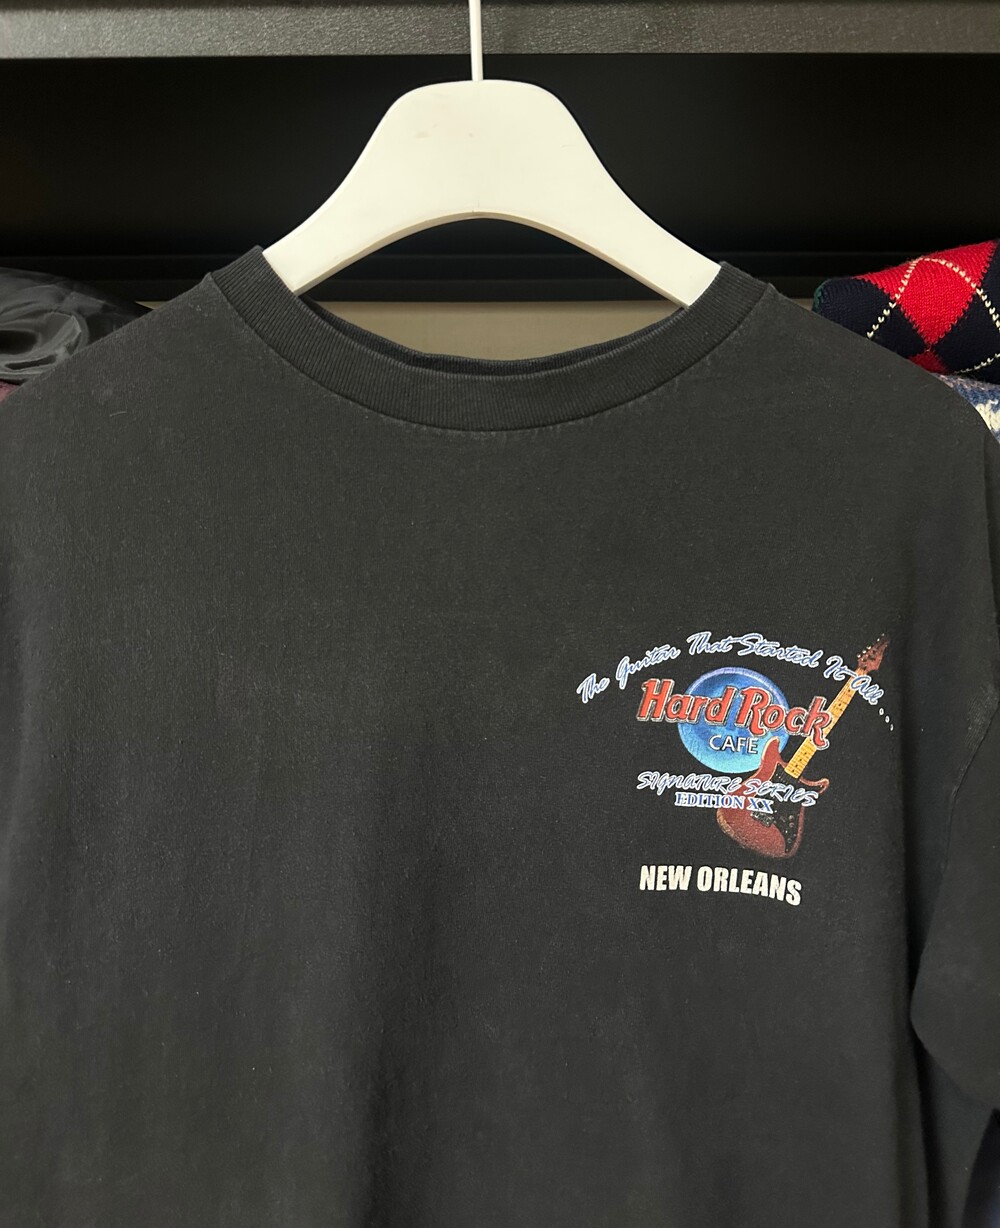 The Guitar That Started It All...
Hard Rock
CAFE
SIGNATURE SERIES
EDITION XX
NEW ORLEANS